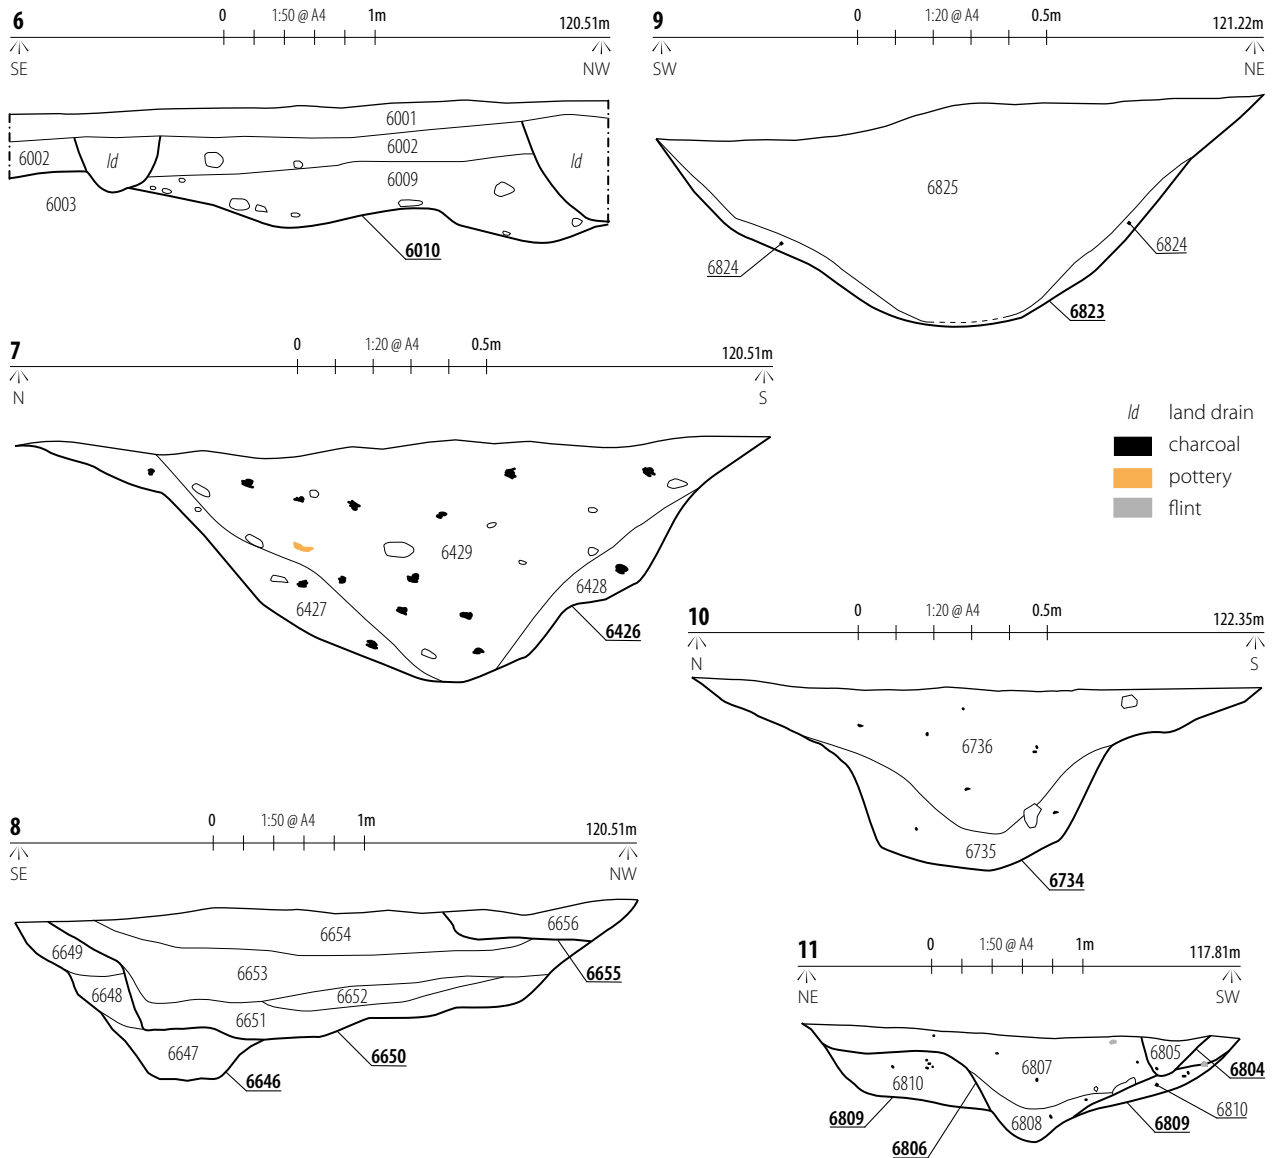 6
0
1:50 @ A4
1m
120.51m
SE
NW
6001
6002
6002
ld
ld
6009
6003
6010
9
0
1:20 @ A4
0.5m
121.22m
SW
NE
6825
6824
6824
6823
7
0
1:20 @ A4
0.5m
120.51m
N
S
6429
6427
6428
6426
ld land drain
charcoal
pottery
flint
10
0
1:20 @ A4
0.5m
122.35m
N
S
6736
6735
6734
8
0
1:50 @ A4
1m
120.51m
SE
NW
6656
6654
6649
6653
6655
6648
6652
6651
6647
6650
6646
11
0
1:50 @ A4
1m
117.81m
NE
SW
6805
6807
6804
6810
6810
6809
6808
6809
6806